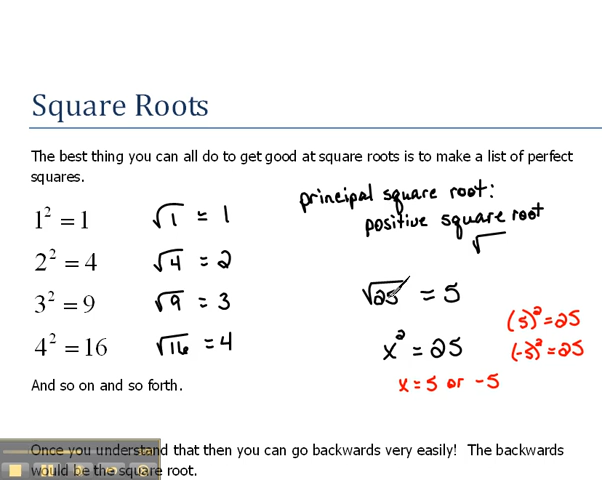 Square Roots
The best thing you can all do to get good at square roots is to make a list of perfect
squares.
principal square root:
positive square root
√
1² = 1 √1 = 1
2² = 4 √4 = 2
3² = 9 √9 = 3
4² = 16 √16 = 4
√25 = 5
(5)² = 25
x² = 25
(-5)² = 25
x = 5 or -5
And so on and so forth.
Once you understand that then you can go backwards very easily! The backwards
would be the square root.